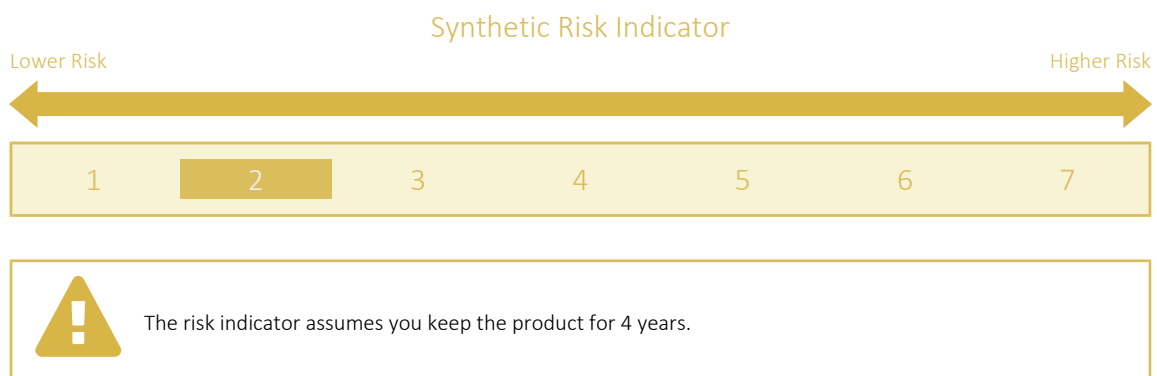 Synthetic Risk Indicator
Lower Risk Higher Risk
1 2 3 4 5 6 7
The risk indicator assumes you keep the product for 4 years.